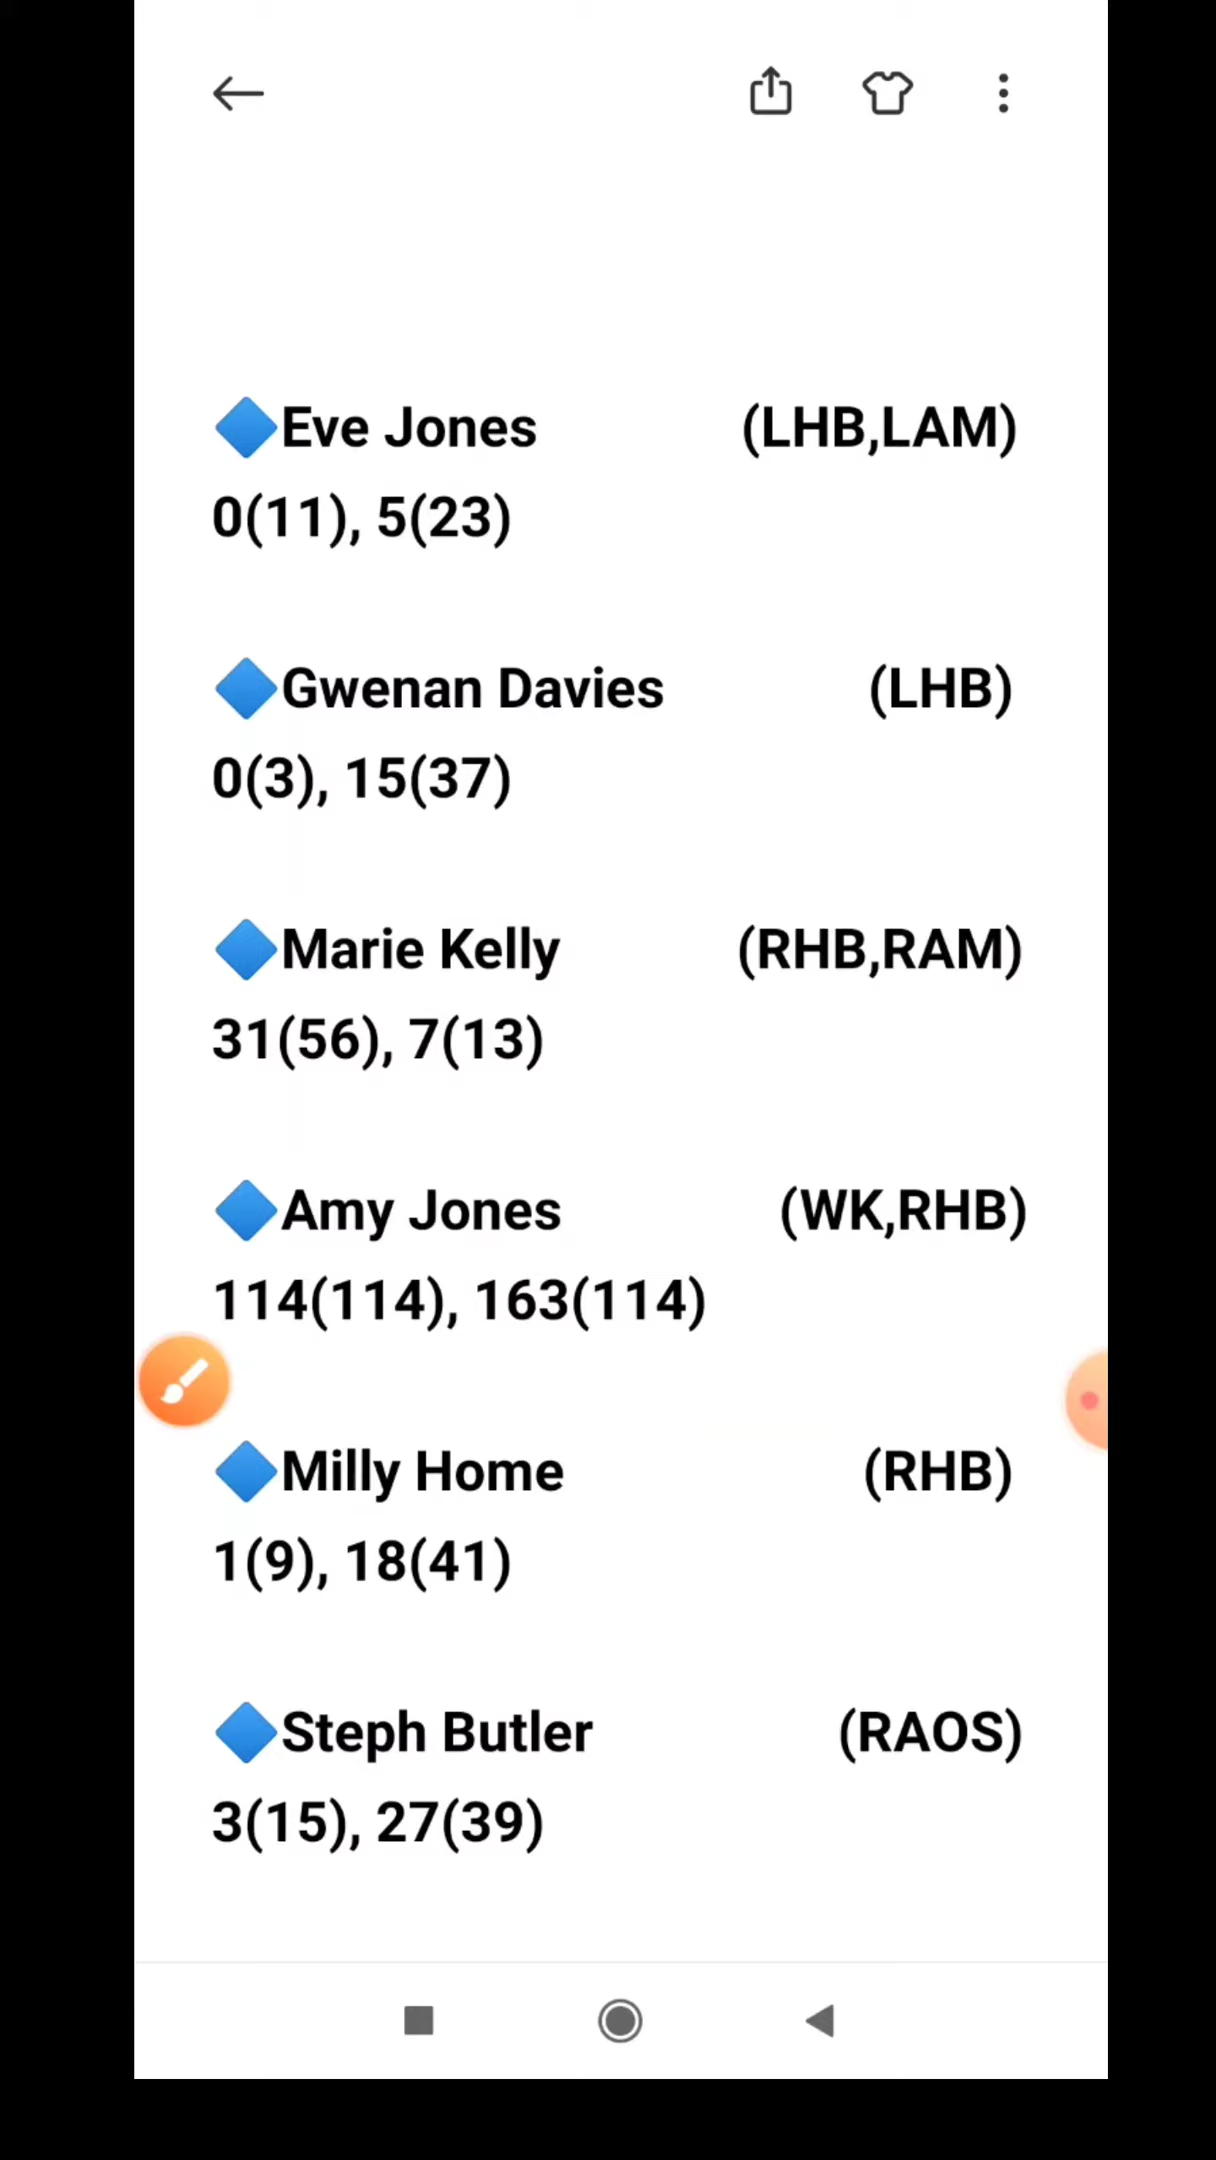 🔷Eve Jones (LHB,LAM)
0(11), 5(23)
🔷Gwenan Davies (LHB)
0(3), 15(37)
🔷Marie Kelly (RHB,RAM)
31(56), 7(13)
🔷Amy Jones (WK,RHB)
114(114), 163(114)
🔷Milly Home (RHB)
1(9), 18(41)
🔷Steph Butler (RAOS)
3(15), 27(39)